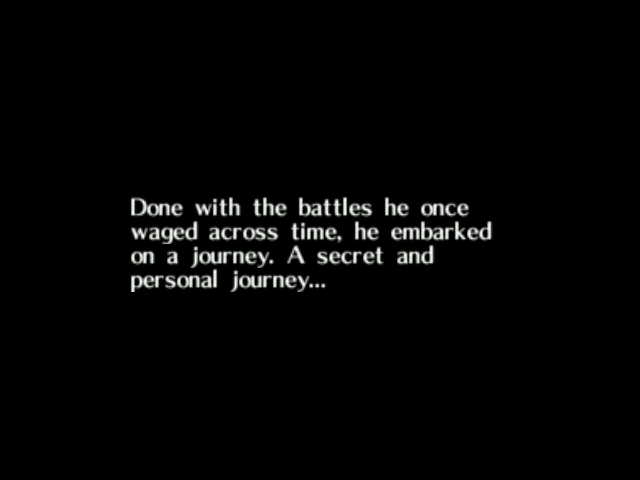 Done with the battles he once
waged across time, he embarked
on a journey. A secret and
personal journey...